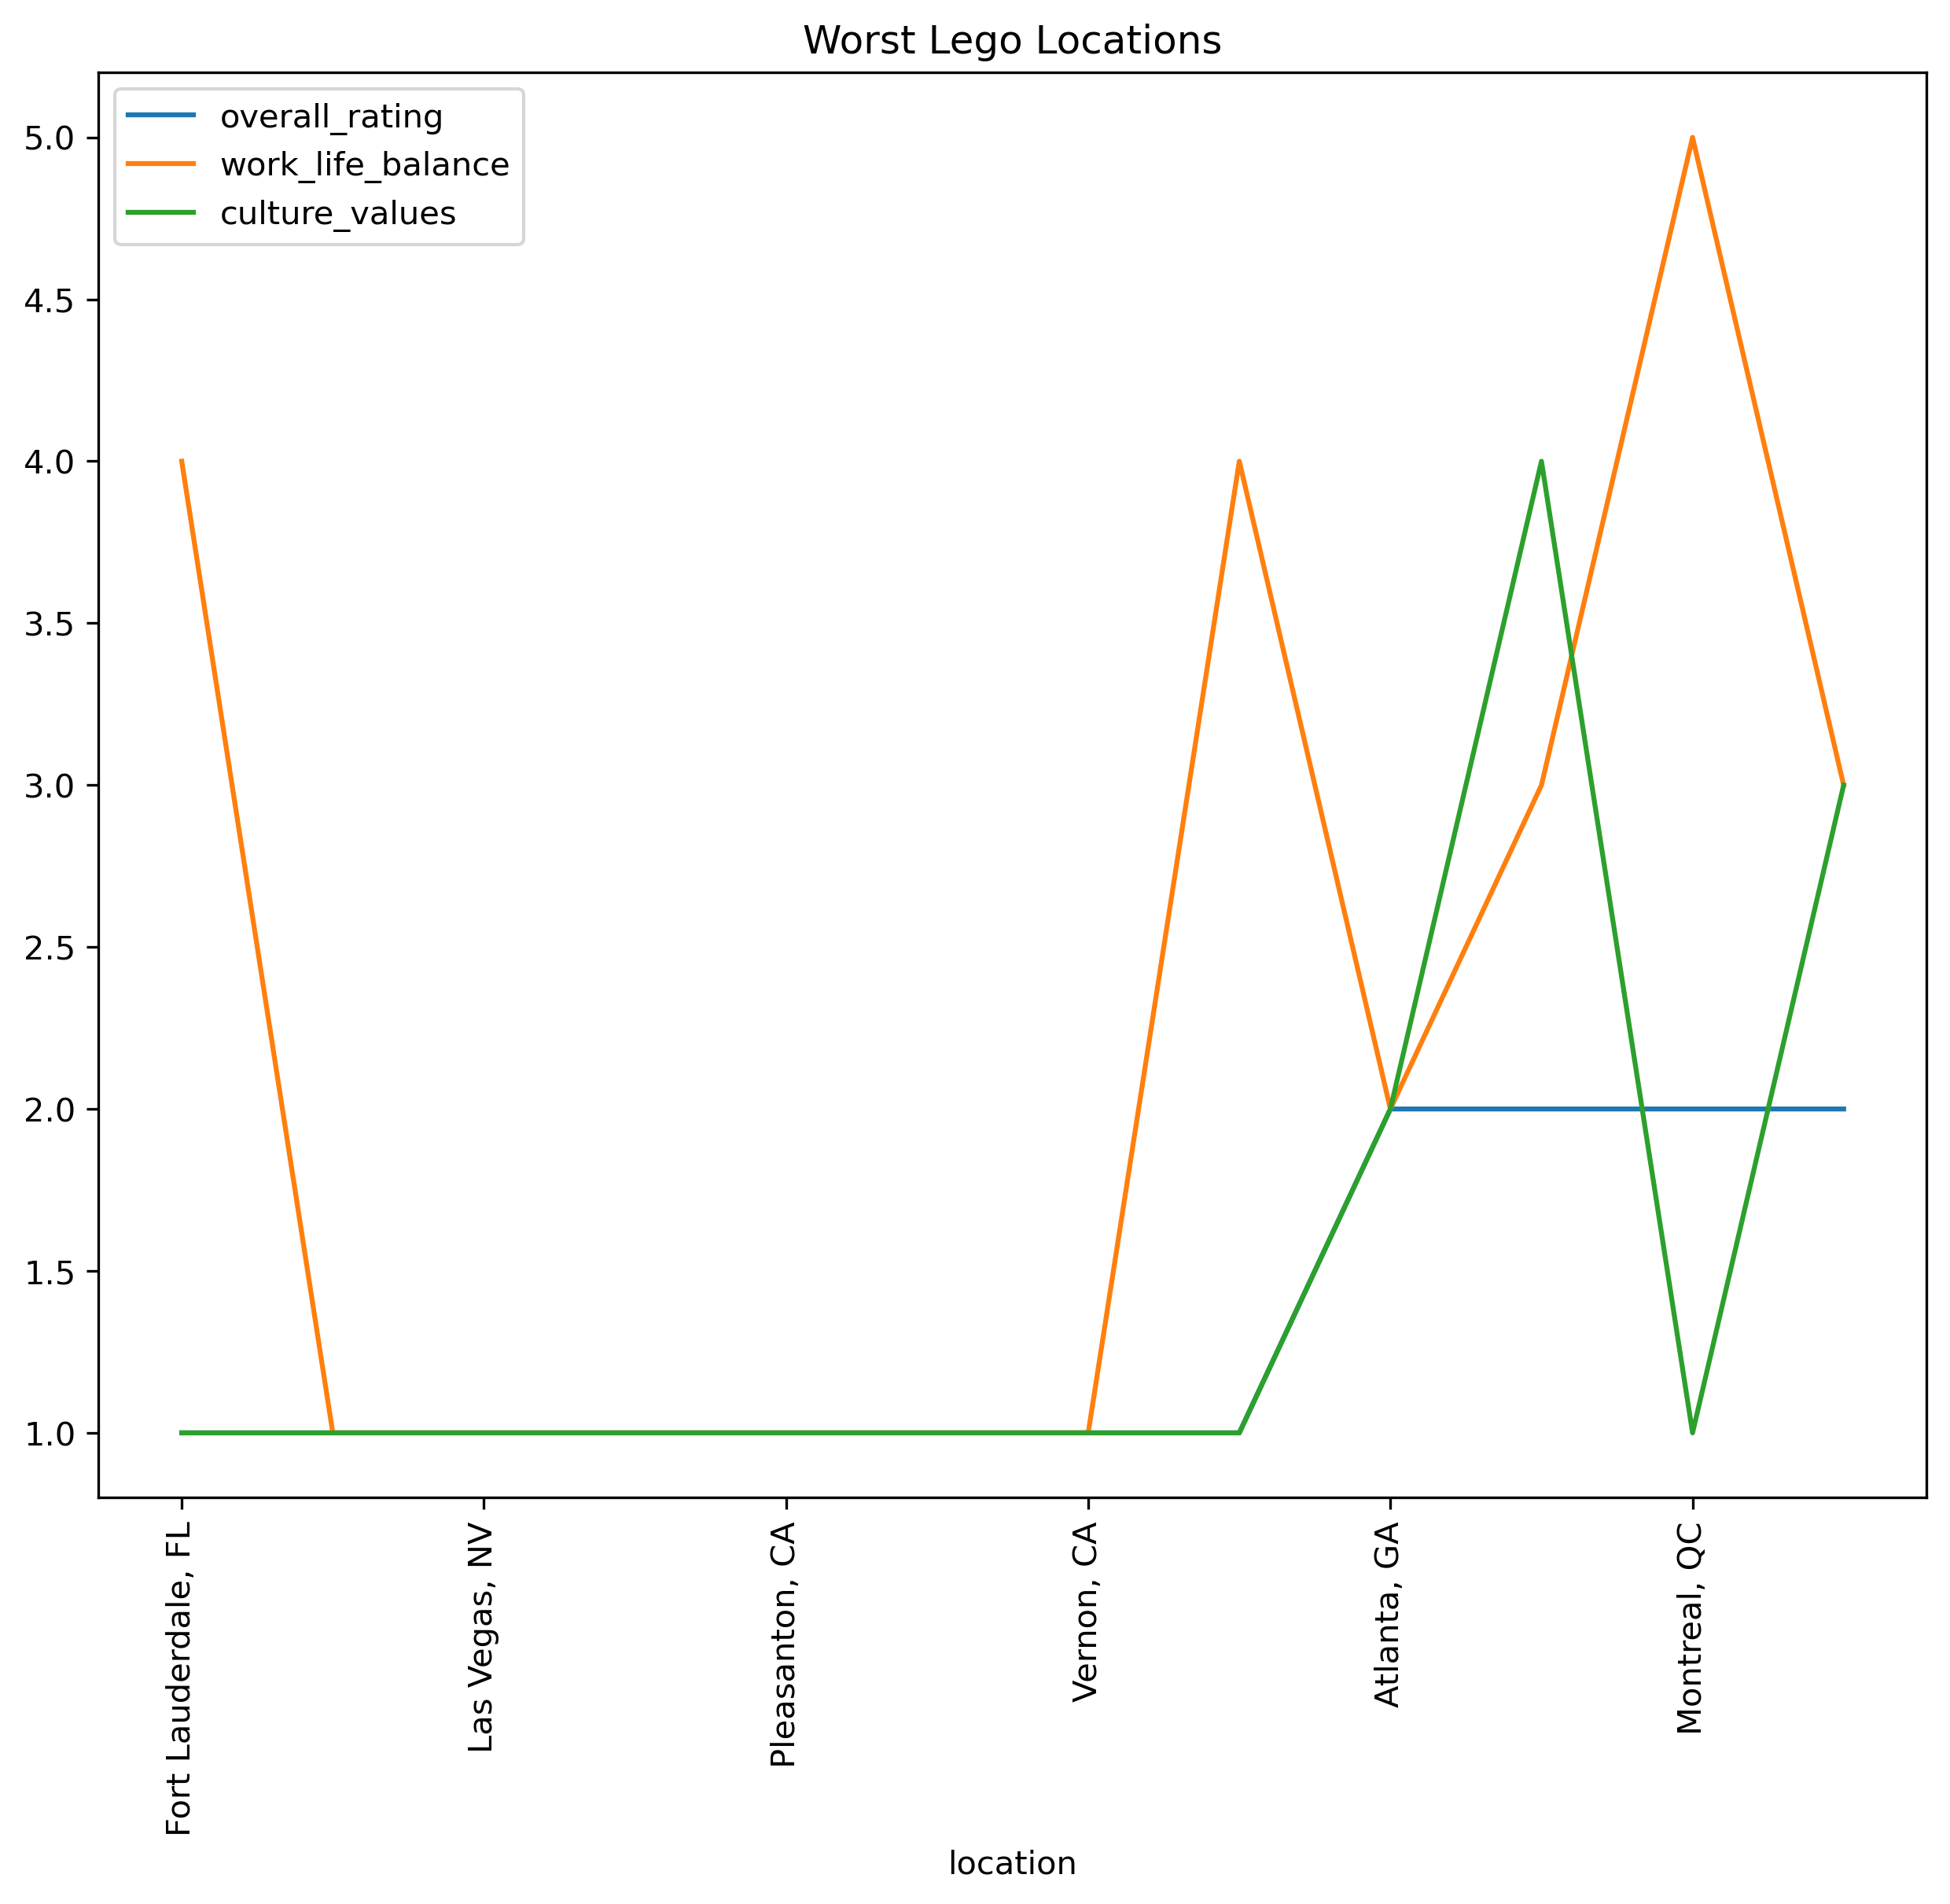 Worst Lego Locations
overall_rating
work_life_balance
culture_values
5.0
4.5
4.0
3.5
3.0
2.5
2.0
1.5
1.0
Fort Lauderdale, FL
Las Vegas, NV
Pleasanton, CA
Vernon, CA
Atlanta, GA
Montreal, QC
location